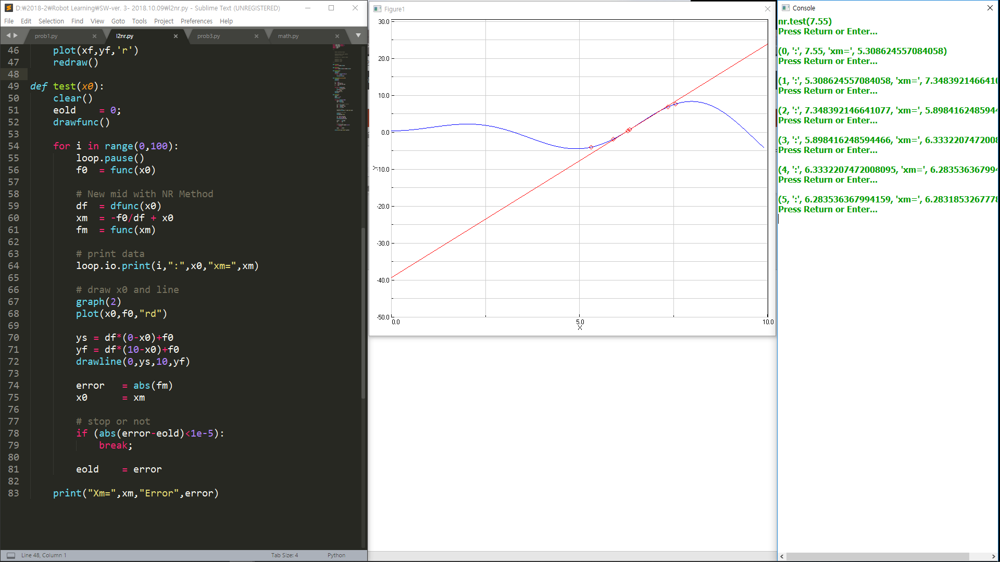 D:₩2018-2₩Robot Learning₩SW-ver. 3- 2018.10.09₩l2nr.py - Sublime Text (UNREGISTERED)
File Edit Selection Find View Goto Tools Project Preferences Help
prob1.py l2nr.py prob3.py math.py
46 plot(xf,yf,'r')
47 redraw()
48
49 def test(x0):
50 clear()
51 eold = 0;
52 drawfunc()
53
54 for i in range(0,100):
55 loop.pause()
56 f0 = func(x0)
57
58 # New mid with NR Method
59 df = dfunc(x0)
60 xm = -f0/df + x0
61 fm = func(xm)
62
63 # print data
64 loop.io.print(i,":",x0,"xm=",xm)
65
66 # draw x0 and line
67 graph(2)
68 plot(x0,f0,"rd")
69
70 ys = df*(0-x0)+f0
71 yf = df*(10-x0)+f0
72 drawline(0,ys,10,yf)
73
74 error = abs(fm)
75 x0 = xm
76
77 # stop or not
78 if (abs(error-eold)<1e-5):
79 break;
80
81 eold = error
82
83 print("Xm=",xm,"Error",error)
Line 48, Column 1 Tab Size: 4 Python
Figure1
30.0
20.0
10.0
0.0
Y
-10.0
-20.0
-30.0
-40.0
-50.0
0.0 5.0 10.0
X
Console
nr.test(7.55)
Press Return or Enter...
(0, ':', 7.55, 'xm=', 5.308624557084058)
Press Return or Enter...
(1, ':', 5.308624557084058, 'xm=', 7.3483921466410
Press Return or Enter...
(2, ':', 7.348392146641077, 'xm=', 5.8984162485944
Press Return or Enter...
(3, ':', 5.898416248594466, 'xm=', 6.3332207472008
Press Return or Enter...
(4, ':', 6.3332207472008095, 'xm=', 6.283536367994
Press Return or Enter...
(5, ':', 6.283536367994159, 'xm=', 6.2831853267778
Press Return or Enter...